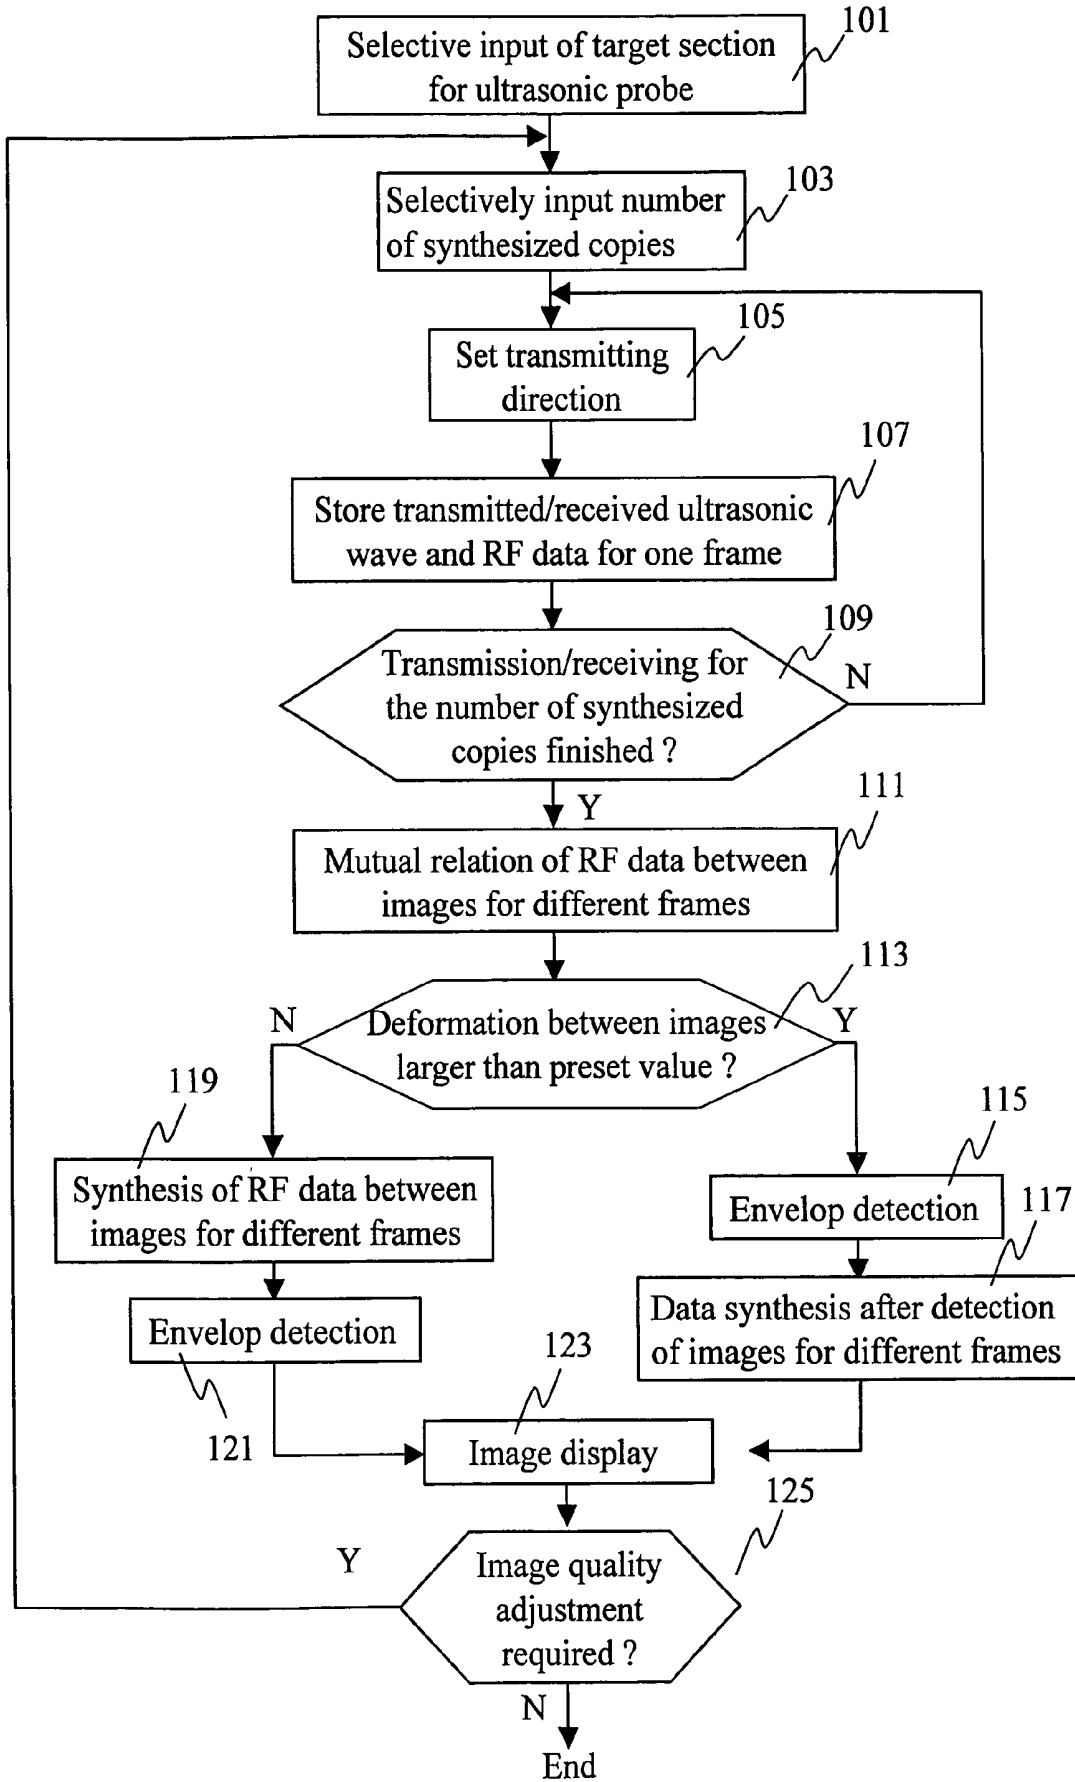 101
Selective input of target section
for ultrasonic probe
103
Selectively input number
of synthesized copies
105
Set transmitting
direction
107
Store transmitted/received ultrasonic
wave and RF data for one frame
109
Transmission/receiving for
the number of synthesized
copies finished ?
N
Y
111
Mutual relation of RF data between
images for different frames
113
N
Deformation between images
larger than preset value ?
Y
119
Synthesis of RF data between
images for different frames
115
Envelop detection
117
Data synthesis after detection
of images for different frames
Envelop detection
121
123
Image display
125
Y
Image quality
adjustment
required ?
N
End